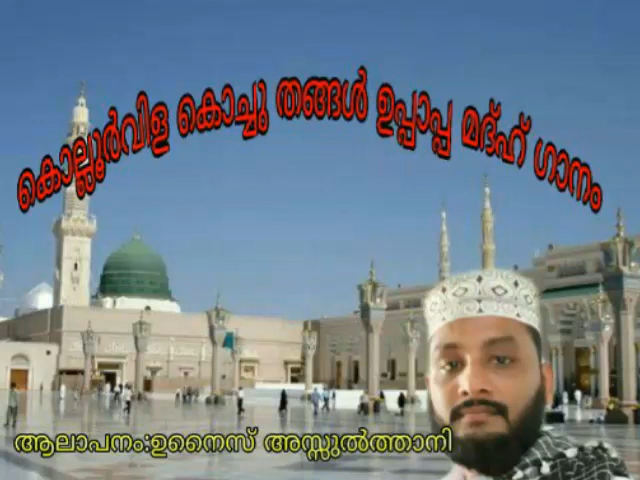 കൊല്ലൂർവിള കൊച്ചു തങ്ങൾ ഉപ്പാപ്പ മദ്ഹ് ഗാനം
ആലാപനം:ഉനൈസ് അസ്സുൽത്താനി